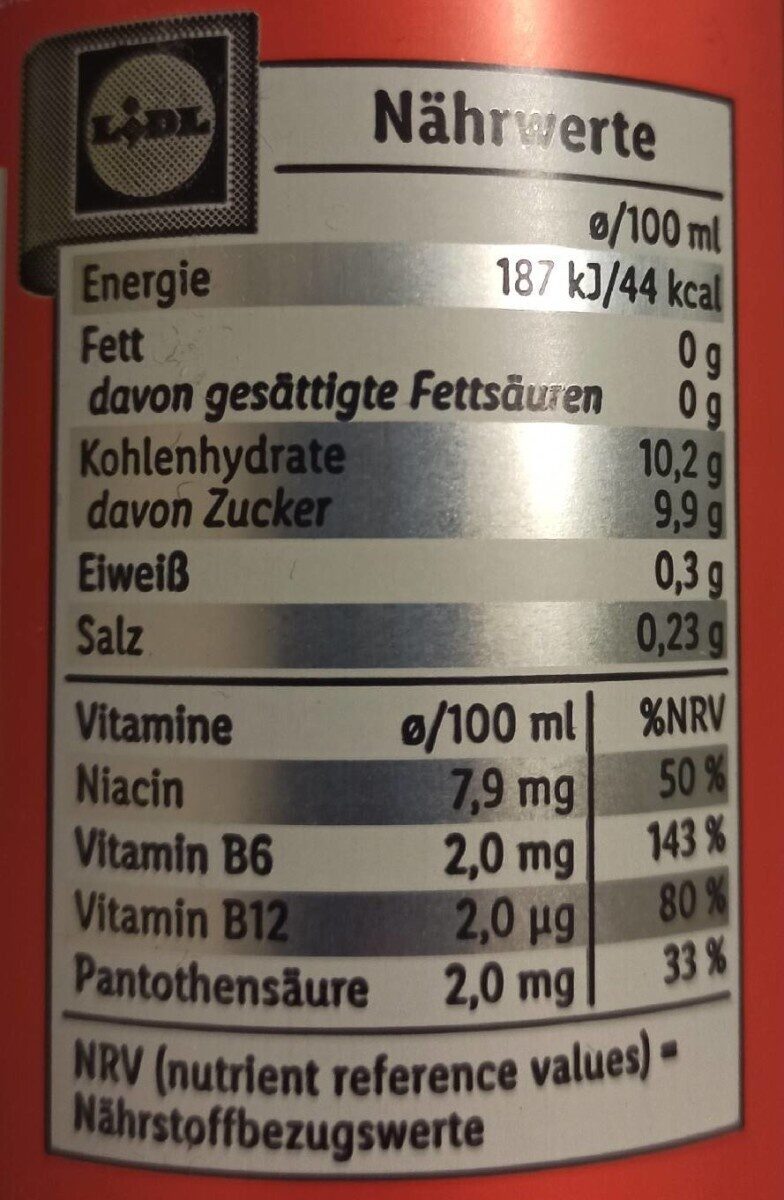 LIDL
Nährwerte
ø/100 ml
Energie 187 kJ/44 kcal
Fett 0 g
davon gesättigte Fettsäuren 0 g
Kohlenhydrate 10,2 g
davon Zucker 9,9 g
Eiweiß 0,3 g
Salz 0,23 g
Vitamine ø/100 ml %NRV
Niacin 7,9 mg 50 %
Vitamin B6 2,0 mg 143 %
Vitamin B12 2,0 µg 80 %
Pantothensäure 2,0 mg 33 %
NRV (nutrient reference values) =
Nährstoffbezugswerte